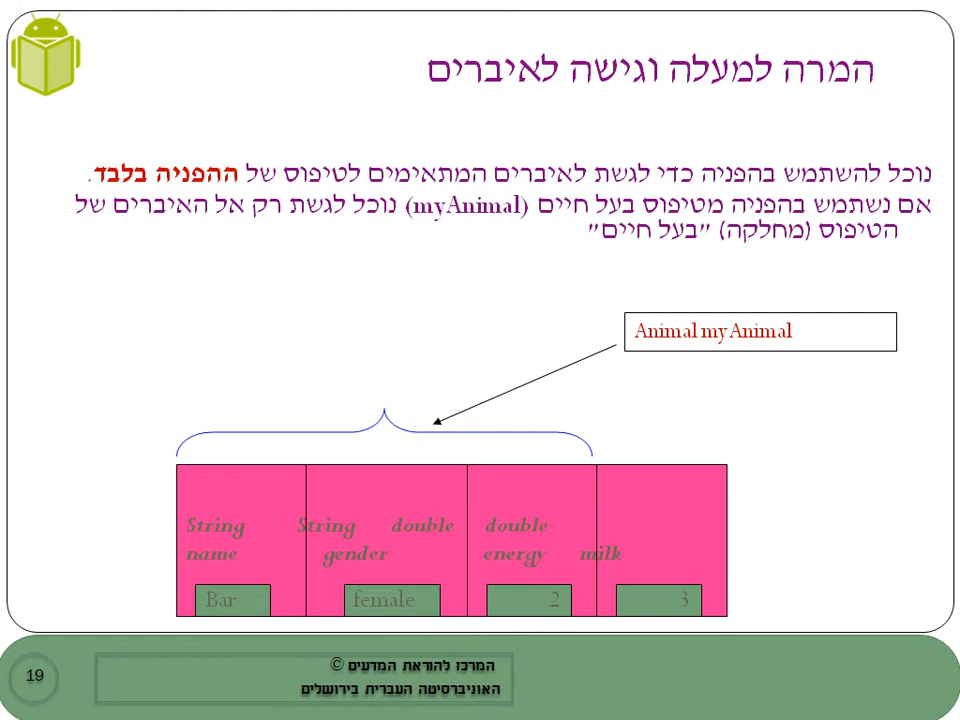 המרה למעלה וגישה לאיברים
נוכל להשתמש בהפניה כדי לגשת לאיברים המתאימים לטיפוס של ההפניה בלבד.
אם נשתמש בהפניה מטיפוס בעל חיים (myAnimal) נוכל לגשת רק אל האיברים של
הטיפוס (מחלקה) "בעל חיים"
Animal myAnimal
String String double double
name gender energy milk
Bar female 2 3
המרכז להוראת המדעים ©
האוניברסיטה העברית בירושלים
19